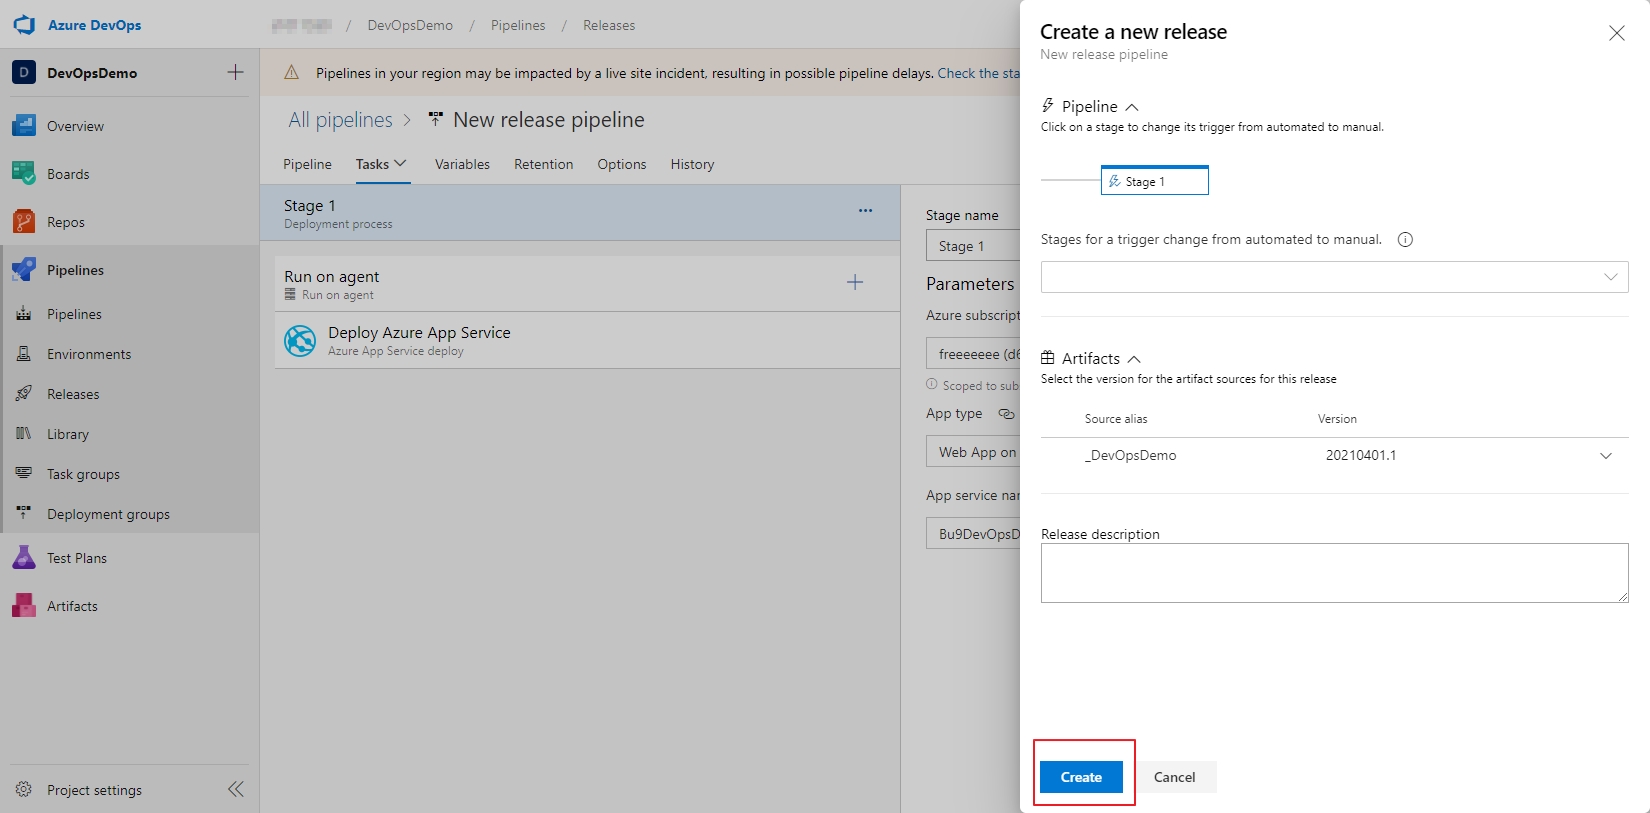 Azure DevOps
/ DevOpsDemo / Pipelines / Releases
D DevOpsDemo
Overview
Boards
Repos
Pipelines
Pipelines
Environments
Releases
Library
Task groups
Deployment groups
Test Plans
Artifacts
Project settings
Pipelines in your region may be impacted by a live site incident, resulting in possible pipeline delays. Check the sta
All pipelines > New release pipeline
Pipeline Tasks Variables Retention Options History
Stage 1
Deployment process
Run on agent
Run on agent
Deploy Azure App Service
Azure App Service deploy
Stage name
Stage 1
Parameters
Azure subscript
freeeeeee (d6
Scoped to sub
App type
Web App on
App service nar
Bu9DevOpsD
Create a new release
New release pipeline
Pipeline
Click on a stage to change its trigger from automated to manual.
Stage 1
Stages for a trigger change from automated to manual.
Artifacts
Select the version for the artifact sources for this release
Source alias Version
_DevOpsDemo 20210401.1
Release description
Create Cancel